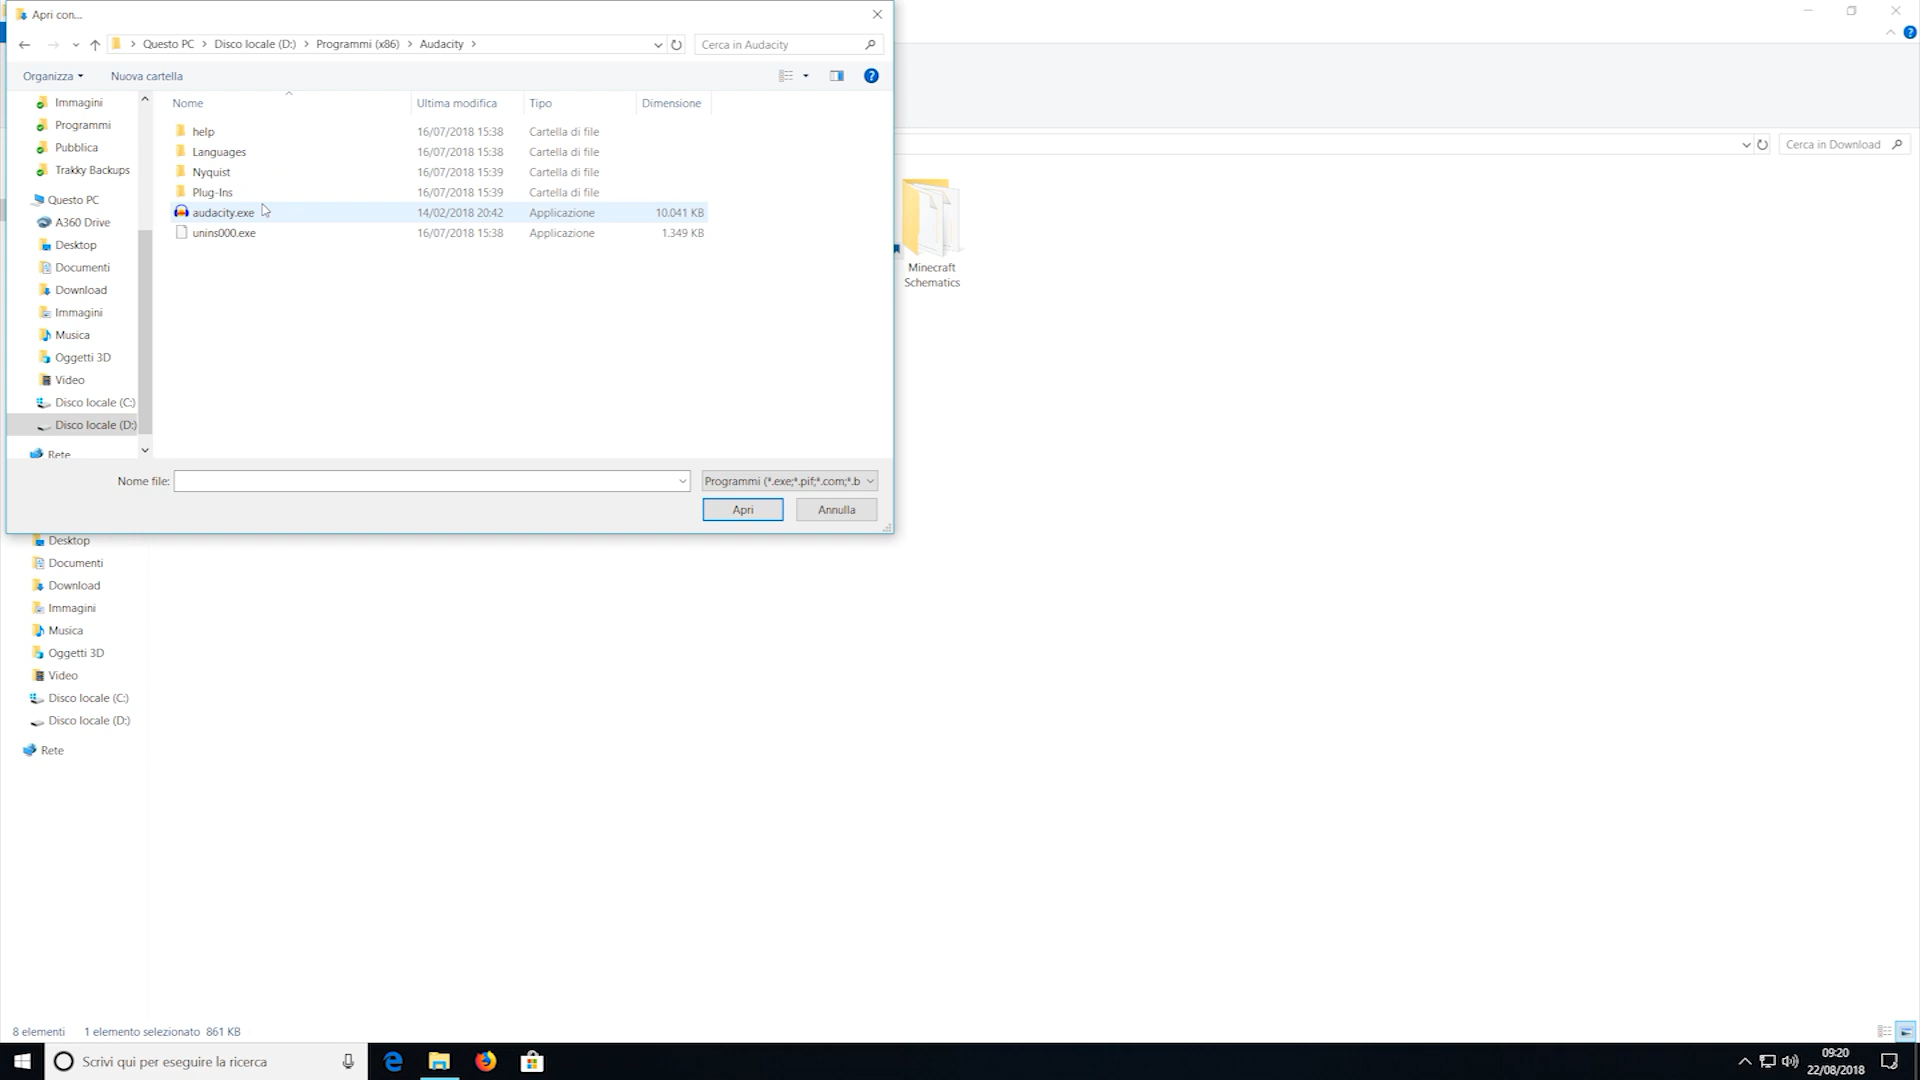 Apri con...
Questo PC > Disco locale (D:) > Programmi (x86) > Audacity >
Cerca in Audacity
Organizza
Nuova cartella
Nome
Ultima modifica
Tipo
Dimensione
help 16/07/2018 15:38 Cartella di file
Languages 16/07/2018 15:38 Cartella di file
Nyquist 16/07/2018 15:39 Cartella di file
Plug-Ins 16/07/2018 15:39 Cartella di file
audacity.exe 14/02/2018 20:42 Applicazione 10.041 KB
unins000.exe 16/07/2018 15:38 Applicazione 1.349 KB
Immagini
Programmi
Pubblica
Trakky Backups
Questo PC
A360 Drive
Desktop
Documenti
Download
Immagini
Musica
Oggetti 3D
Video
Disco locale (C:)
Disco locale (D:)
Rete
Nome file:
Programmi (*.exe;*.pif;*.com;*.b
Apri
Annulla
Cerca in Download
Minecraft
Schematics
Desktop
Documenti
Download
Immagini
Musica
Oggetti 3D
Video
Disco locale (C:)
Disco locale (D:)
Rete
8 elementi 1 elemento selezionato 861 KB
Scrivi qui per eseguire la ricerca
09:20
22/08/2018